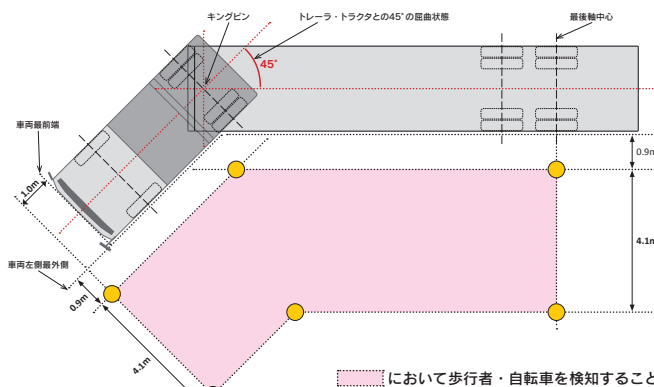 キングピン
トレーラ・トラクタとの45°の屈曲状態
最後軸中心
45°
車両最前端
1.0m
0.9m
4.1m
車両左側最外側
0.9m
4.1m
において歩行者・自転車を検知すること